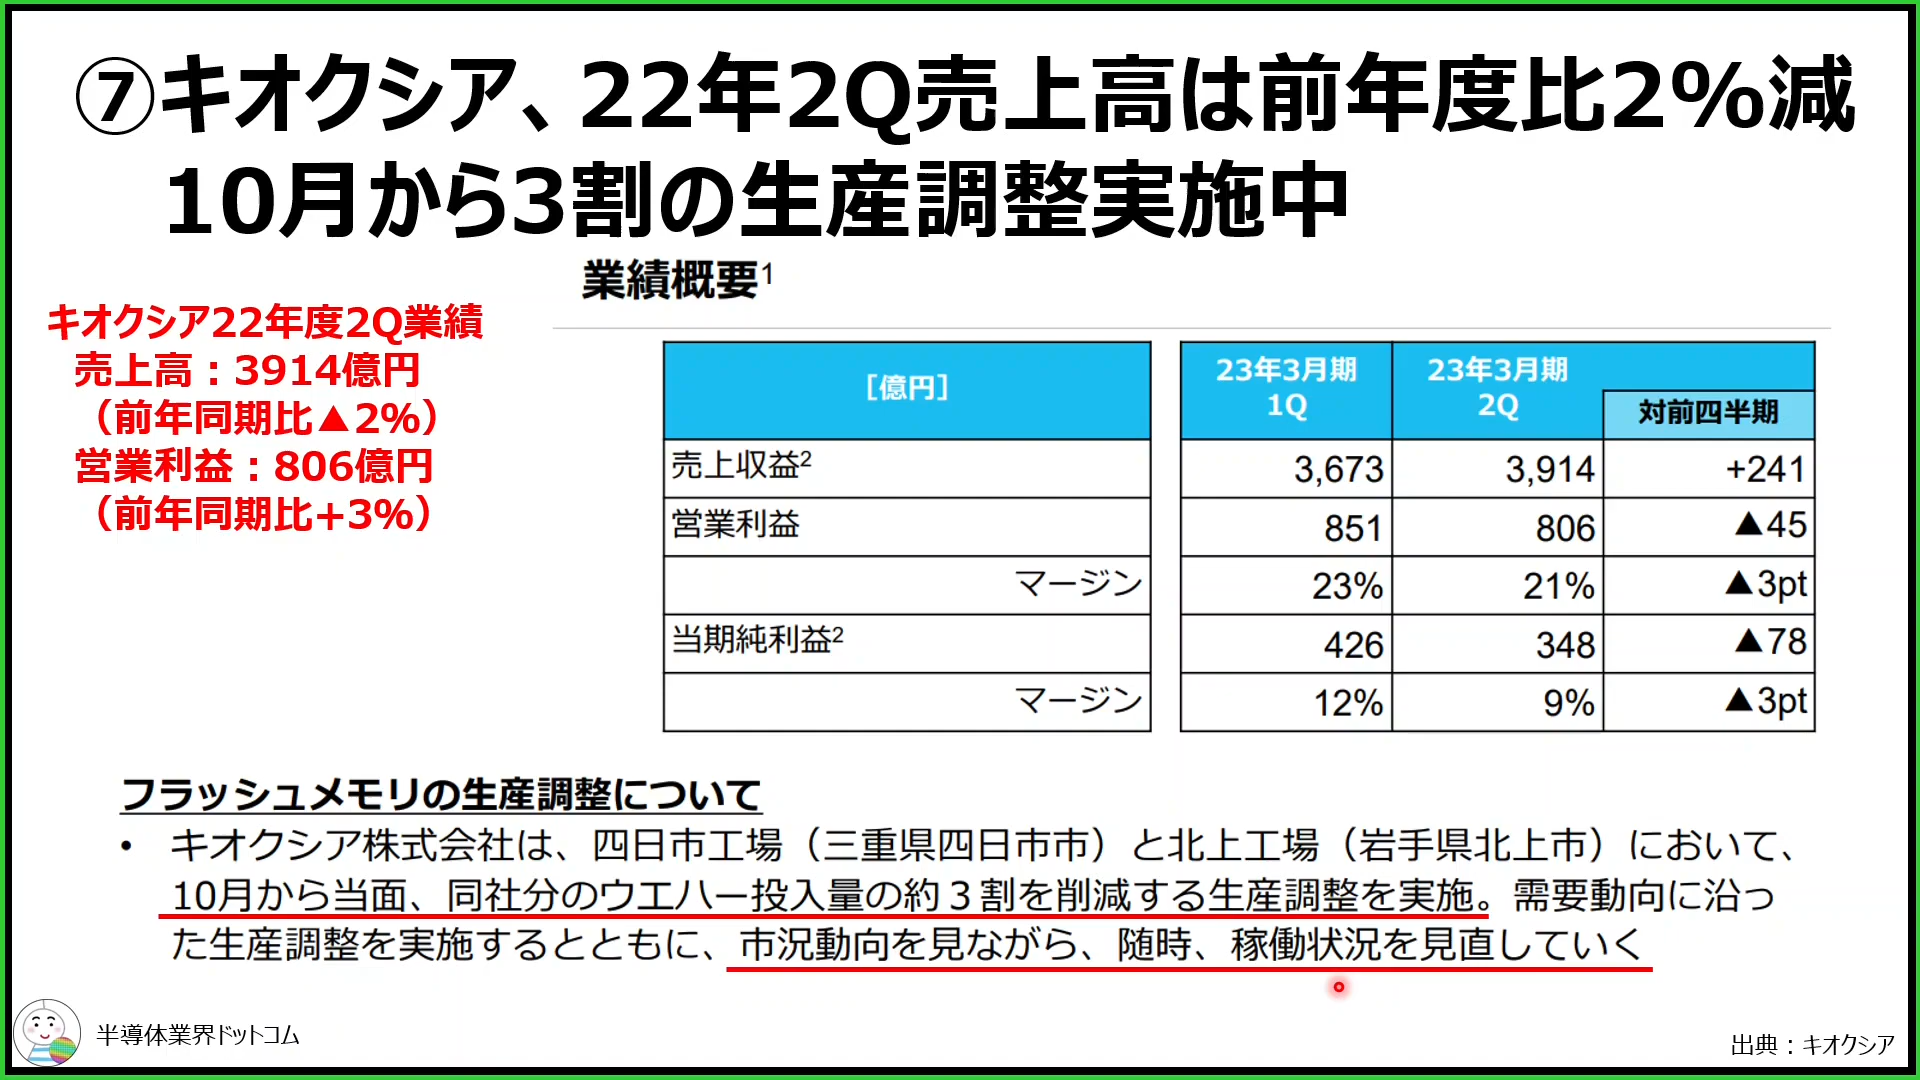 ⑦キオクシア、22年2Q売上高は前年度比2%減
10月から3割の生産調整実施中
業績概要1
キオクシア22年度2Q業績
売上高：3914億円
（前年同期比▲2%）
営業利益：806億円
（前年同期比+3%）
[億円] 23年3月期 1Q 23年3月期 2Q 対前四半期
売上収益2 3,673 3,914 +241
営業利益 851 806 ▲45
マージン 23% 21% ▲3pt
当期純利益2 426 348 ▲78
マージン 12% 9% ▲3pt
フラッシュメモリの生産調整について
• キオクシア株式会社は、四日市工場（三重県四日市市）と北上工場（岩手県北上市）において、
10月から当面、同社分のウエハー投入量の約３割を削減する生産調整を実施。需要動向に沿っ
た生産調整を実施するとともに、市況動向を見ながら、随時、稼働状況を見直していく
半導体業界ドットコム
出典：キオクシア